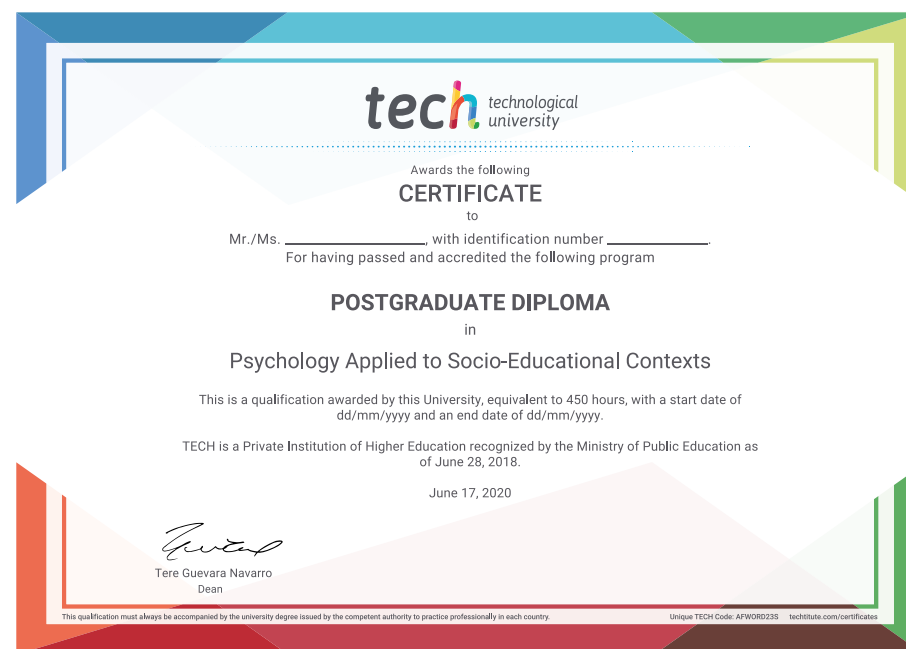 tech technological
university
Awards the following
CERTIFICATE
to
Mr./Ms. ____________, with identification number ____________.
For having passed and accredited the following program
POSTGRADUATE DIPLOMA
in
Psychology Applied to Socio-Educational Contexts
This is a qualification awarded by this University, equivalent to 450 hours, with a start date of
dd/mm/yyyy and an end date of dd/mm/yyyy.
TECH is a Private Institution of Higher Education recognized by the Ministry of Public Education as
of June 28, 2018.
June 17, 2020
Tere Guevara Navarro
Dean
This qualification must always be accompanied by the university degree issued by the competent authority to practice professionally in each country.
Unique TECH Code: AFWORD23S techtitute.com/certificates